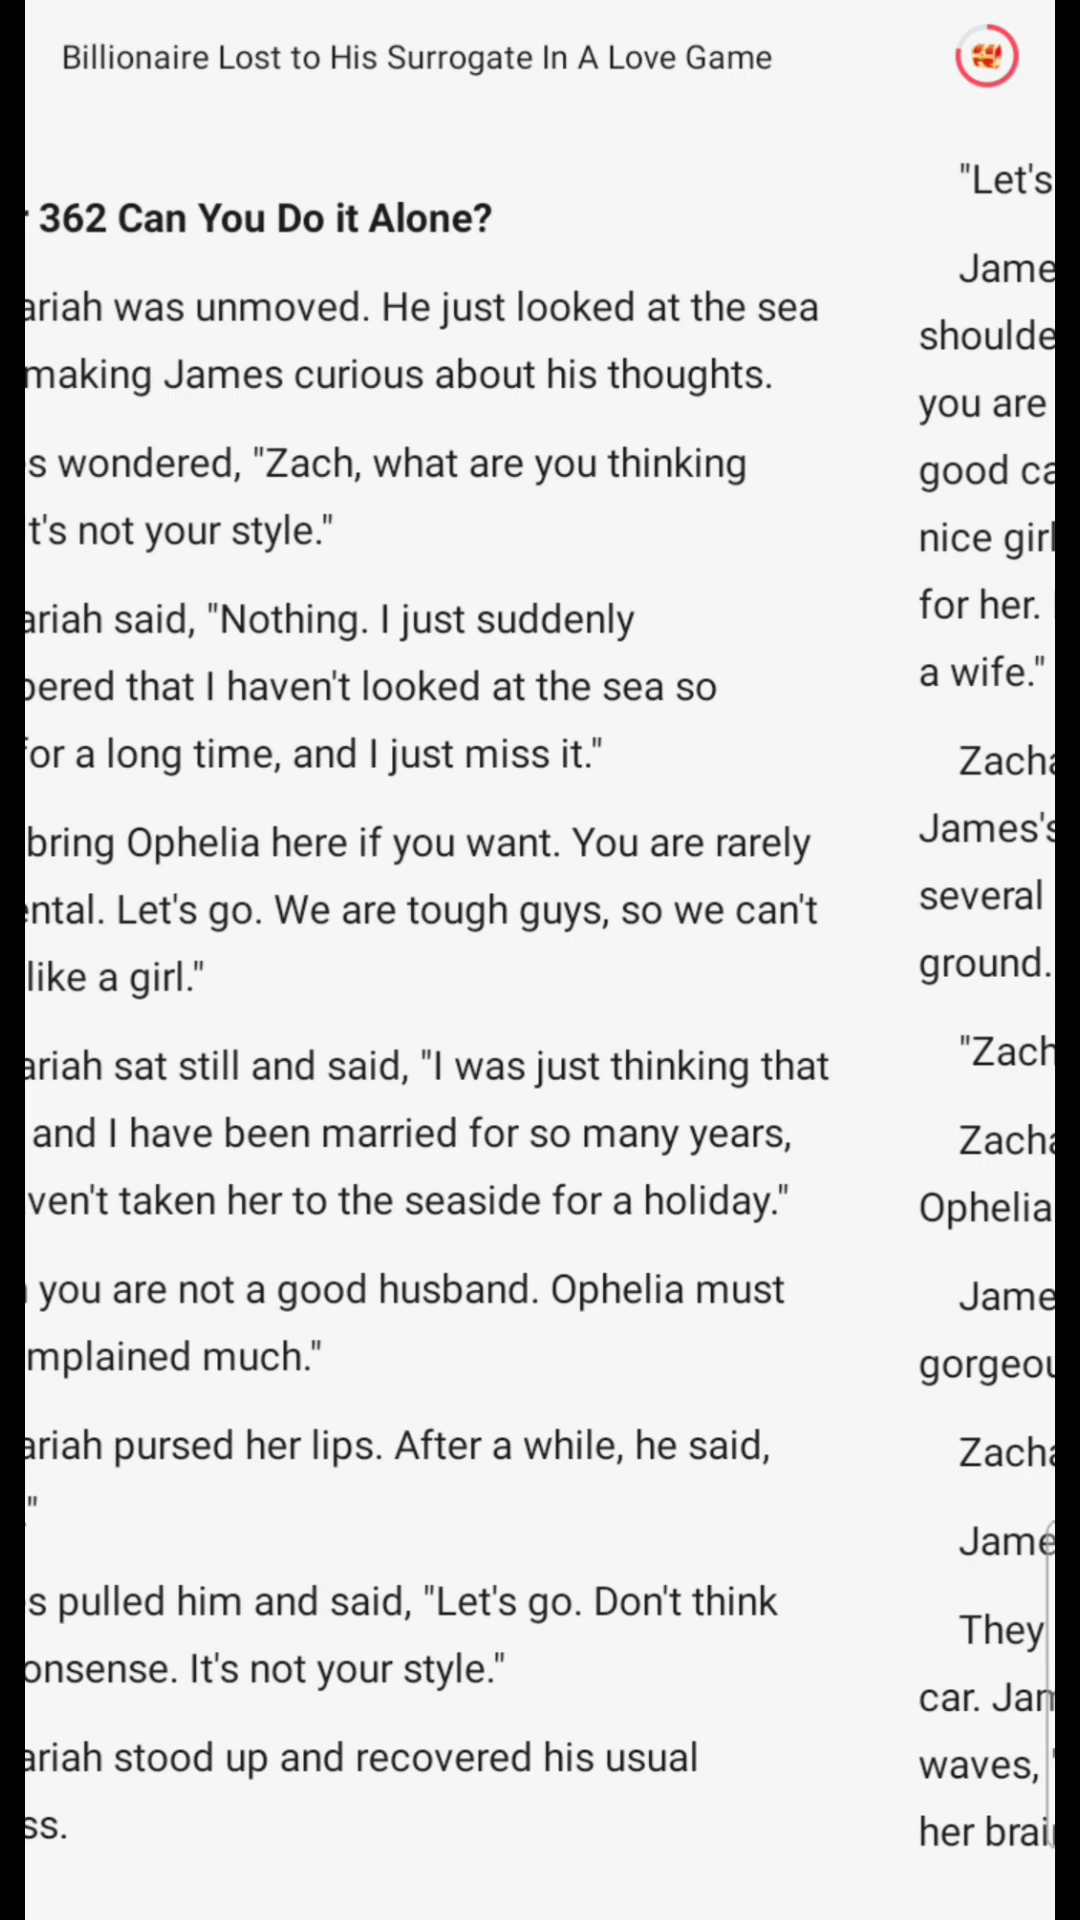 Billionaire Lost to His Surrogate In A Love Game
362 Can You Do it Alone?
ariah was unmoved. He just looked at the sea
making James curious about his thoughts.
s wondered, "Zach, what are you thinking
t's not your style."
ariah said, "Nothing. I just suddenly
bered that I haven't looked at the sea so
for a long time, and I just miss it."
bring Ophelia here if you want. You are rarely
ental. Let's go. We are tough guys, so we can't
like a girl."
ariah sat still and said, "I was just thinking that
and I have been married for so many years,
ven't taken her to the seaside for a holiday."
you are not a good husband. Ophelia must
mplained much."
ariah pursed her lips. After a while, he said,
"
s pulled him and said, "Let's go. Don't think
onsense. It's not your style."
ariah stood up and recovered his usual
ss.
"Let's
Jame
shoulde
you are
good ca
nice girl
for her.
a wife."
Zacha
James's
several
ground.
"Zach
Zacha
Ophelia
Jame
gorgeou
Zacha
Jame
They
car. Jam
waves, "
her brai